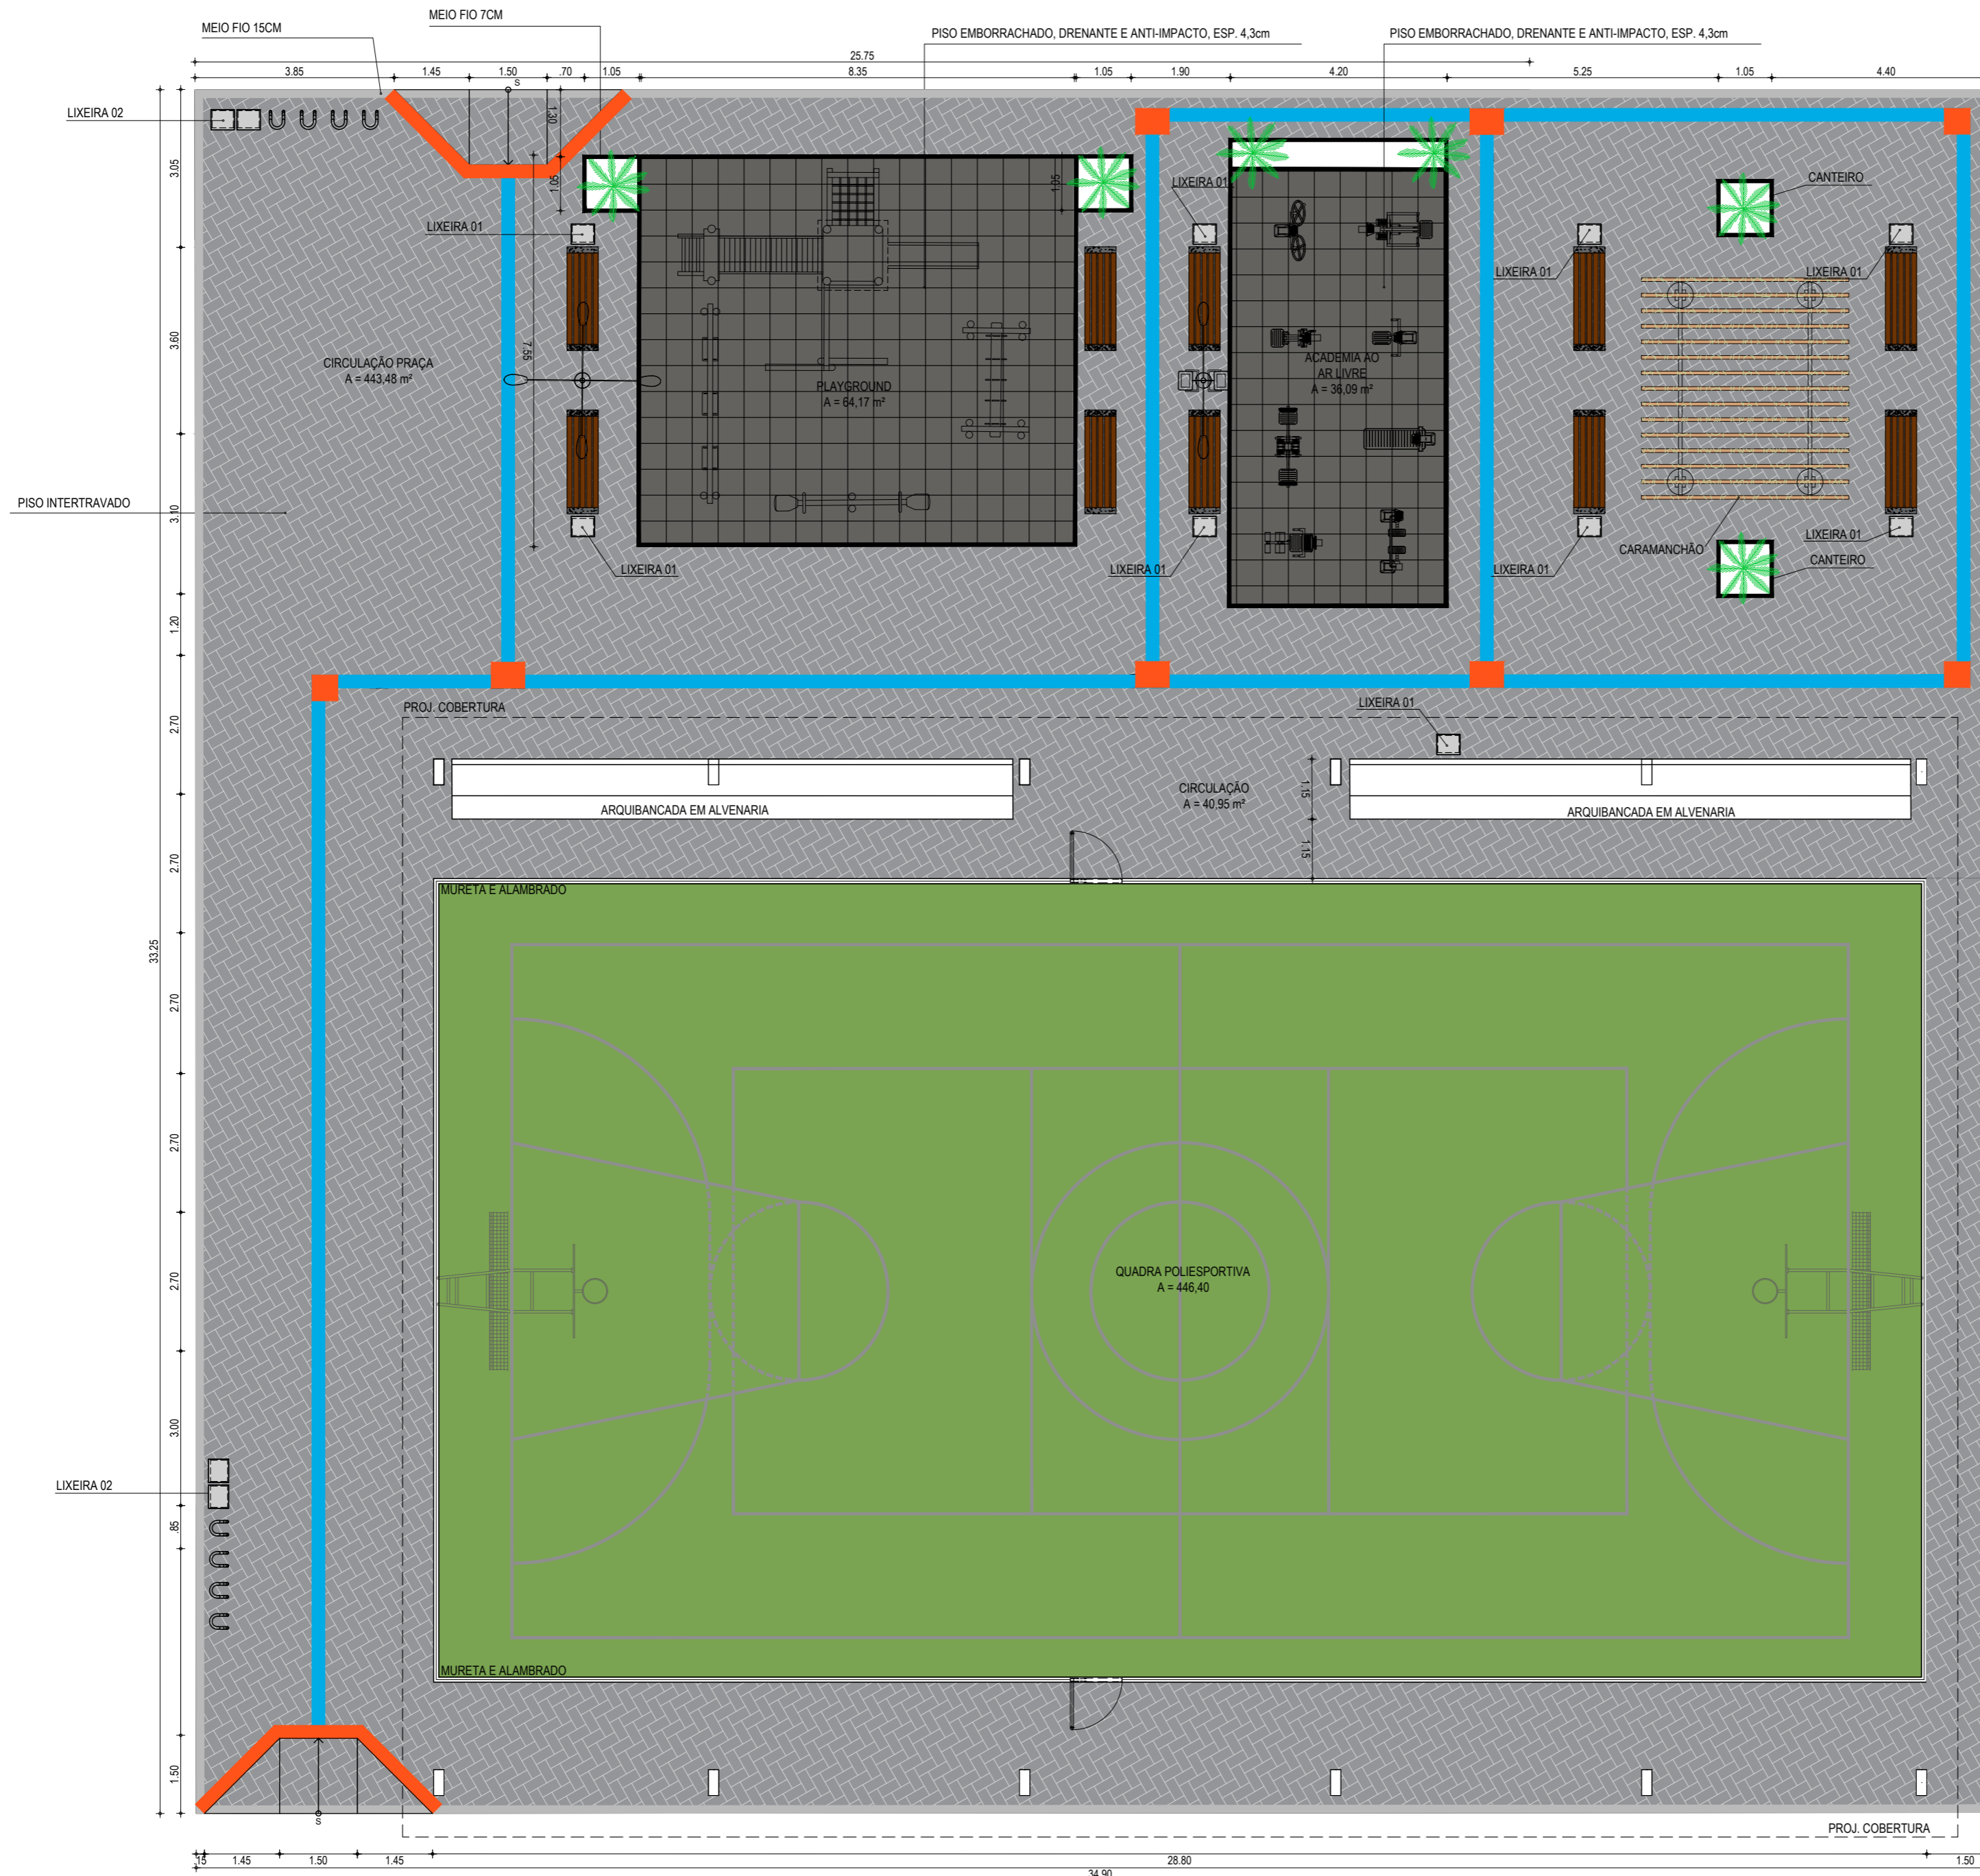 MEIO FIO 7CM
MEIO FIO 15CM
PISO EMBORRACHADO, DRENANTE E ANTI-IMPACTO, ESP. 4,3cm
PISO EMBORRACHADO, DRENANTE E ANTI-IMPACTO, ESP. 4,3cm
25.75
3.85
1.45
1.50
.70
1.05
8.35
1.05
1.90
4.20
5.25
1.05
4.40
S
LIXEIRA 02
1.30
3.05
1.05
1.05
LIXEIRA 01
CANTEIRO
LIXEIRA 01
LIXEIRA 01
LIXEIRA 01
3.60
7.55
CIRCULAÇÃO PRAÇA
A = 443,48 m²
PLAYGROUND
A = 64,17 m²
ACADEMIA AO
AR LIVRE
A = 36,09 m²
PISO INTERTRAVADO
3.10
LIXEIRA 01
CARAMANCHÃO
CANTEIRO
LIXEIRA 01
LIXEIRA 01
LIXEIRA 01
1.20
PROJ. COBERTURA
LIXEIRA 01
2.70
CIRCULAÇÃO
A = 40,95 m²
1.15
ARQUIBANCADA EM ALVENARIA
ARQUIBANCADA EM ALVENARIA
1.15
2.70
MURETA E ALAMBRADO
33.25
2.70
2.70
2.70
QUADRA POLIESPORTIVA
A = 446,40
3.00
LIXEIRA 02
.85
MURETA E ALAMBRADO
1.50
S
PROJ. COBERTURA
.15
1.45
1.50
1.45
28.80
1.50
34.90